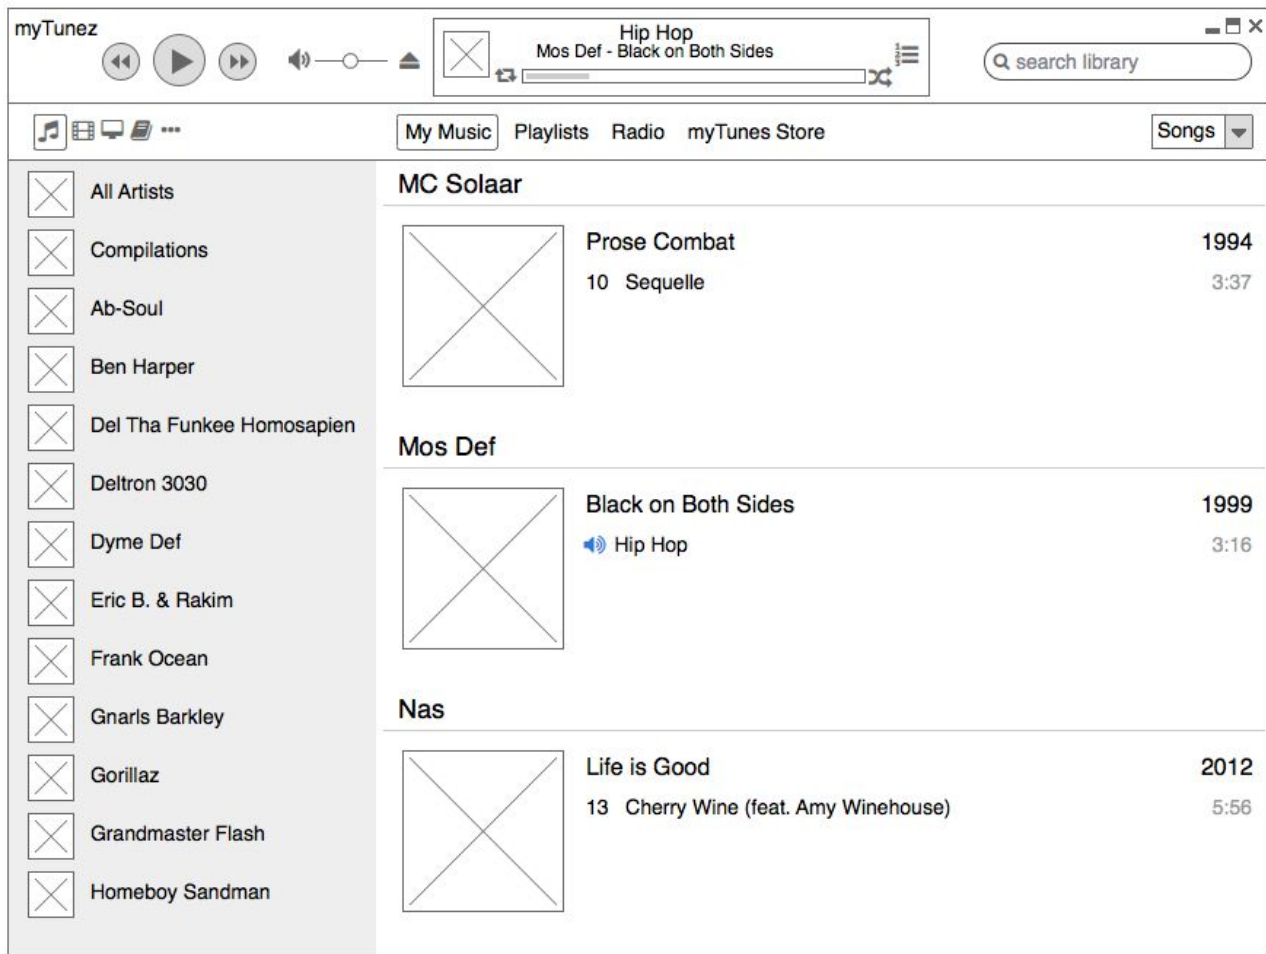 myTunez
Hip Hop
Mos Def - Black on Both Sides
search library
My Music Playlists Radio myTunes Store
Songs
All Artists
Compilations
Ab-Soul
Ben Harper
Del Tha Funkee Homosapien
Deltron 3030
Dyme Def
Eric B. & Rakim
Frank Ocean
Gnarls Barkley
Gorillaz
Grandmaster Flash
Homeboy Sandman
MC Solaar
Prose Combat 1994
10 Sequelle 3:37
Mos Def
Black on Both Sides 1999
Hip Hop 3:16
Nas
Life is Good 2012
13 Cherry Wine (feat. Amy Winehouse) 5:56